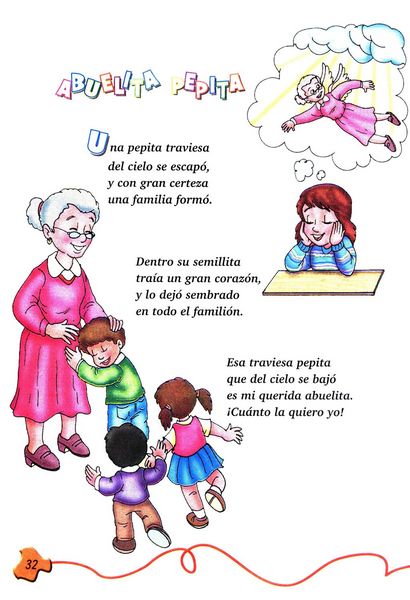 ABUELITA PEPITA
Una pepita traviesa
del cielo se escapó,
y con gran certeza
una familia formó.
Dentro su semillita
traía un gran corazón,
y lo dejó sembrado
en todo el familión.
Esa traviesa pepita
que del cielo se bajó
es mi querida abuelita.
¡Cuánto la quiero yo!
32